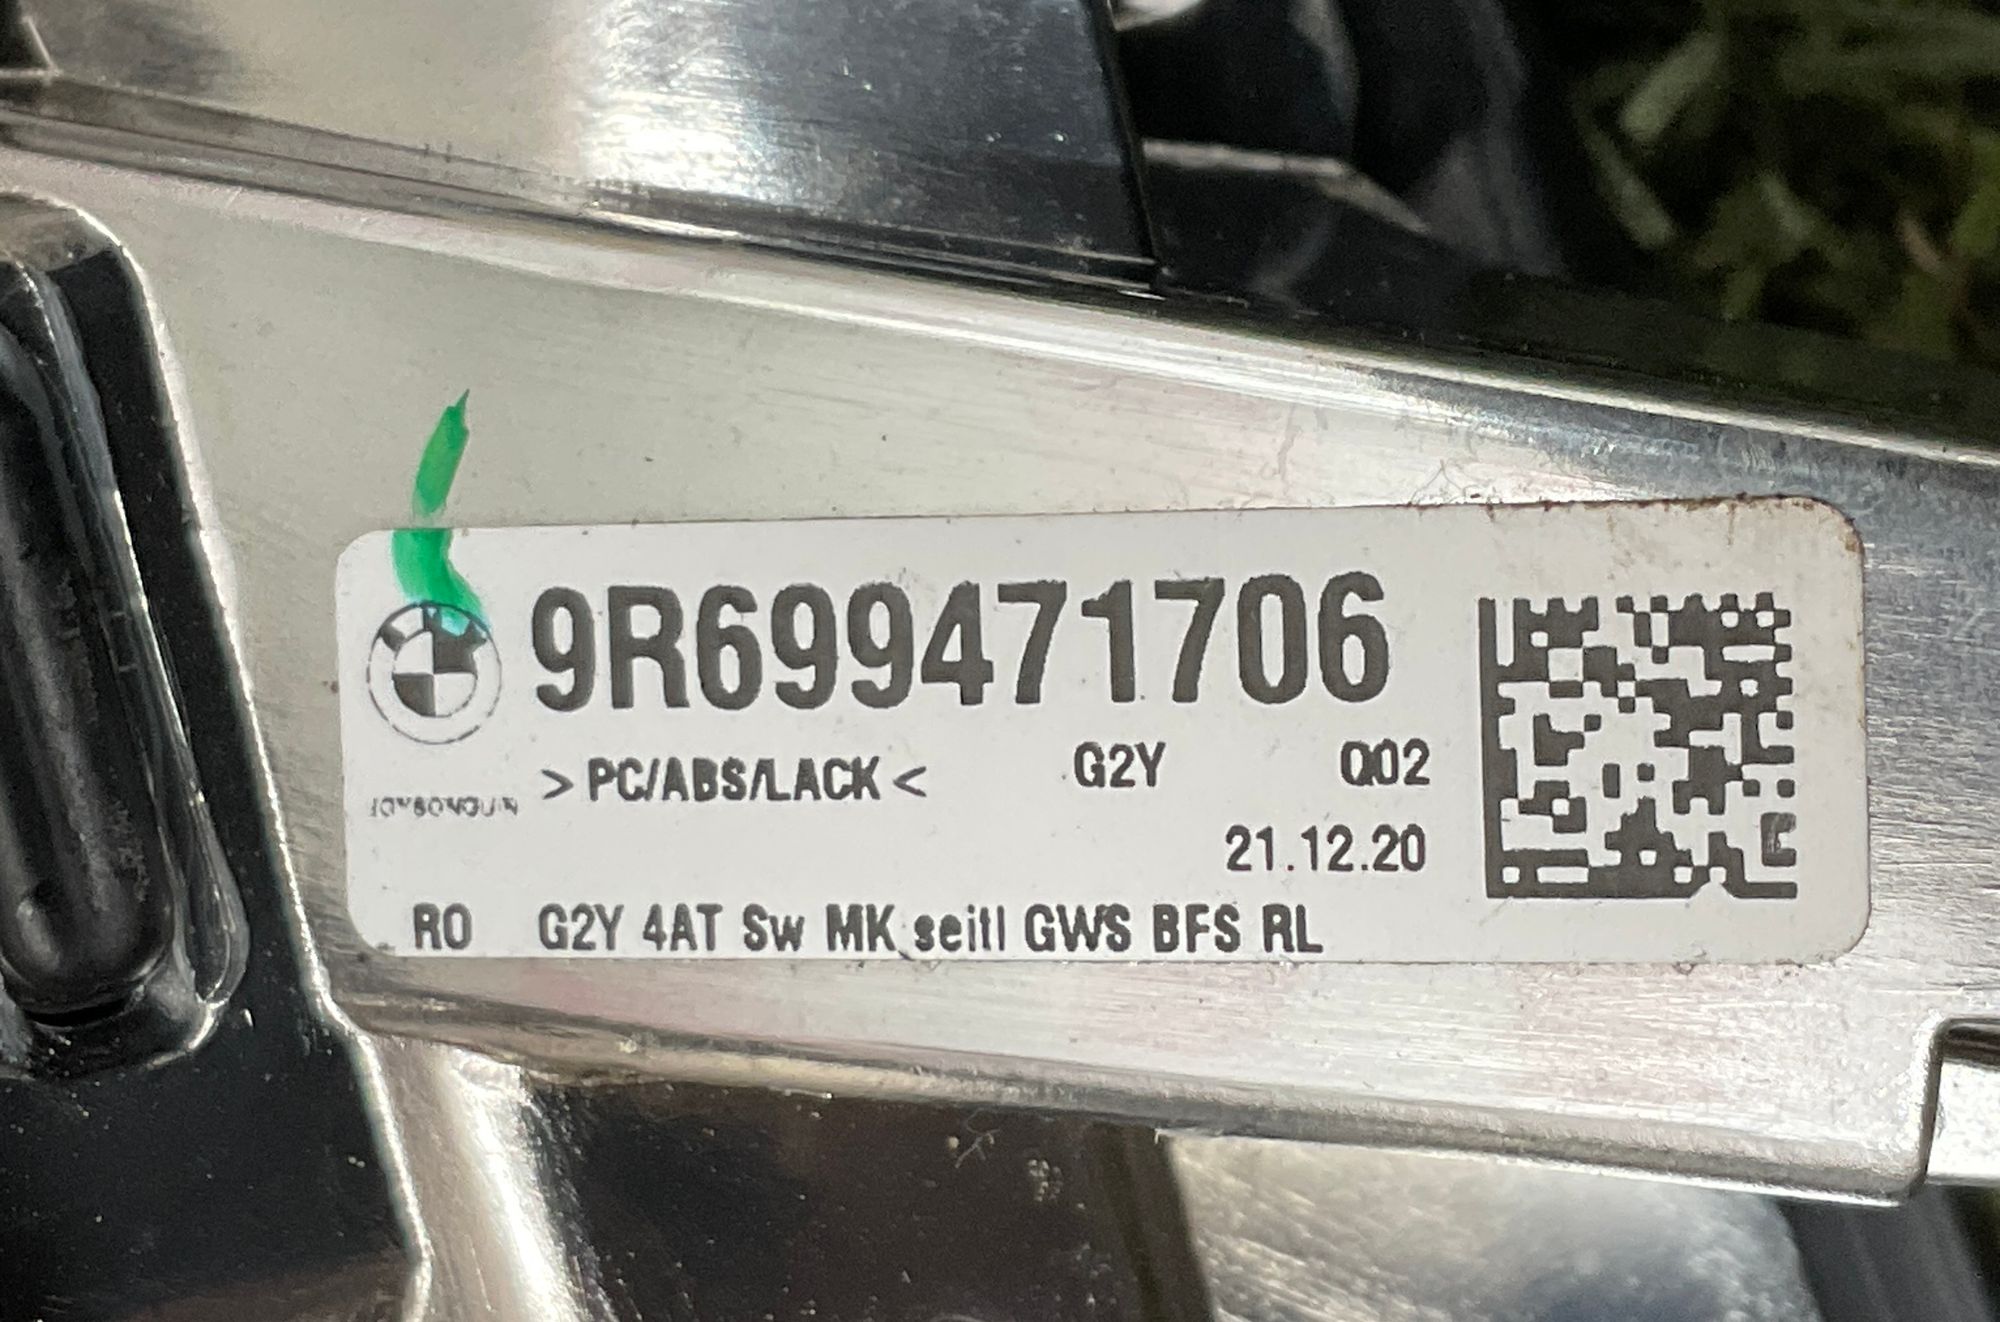 9R699471706
>PC/ABS/LACK< G2Y Q02
21.12.20
RO G2Y 4AT Sw MK seitl GWS BFS RL